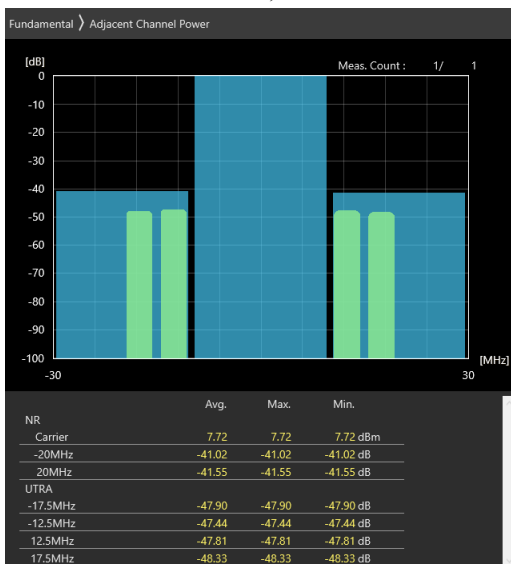 Fundamental 〉 Adjacent Channel Power
[dB]
Meas. Count : 1/ 1
0
-10
-20
-30
-40
-50
-60
-70
-80
-90
-100
[MHz]
-30 30
Avg. Max. Min.
NR
Carrier 7.72 7.72 7.72 dBm
-20MHz -41.02 -41.02 -41.02 dB
20MHz -41.55 -41.55 -41.55 dB
UTRA
-17.5MHz -47.90 -47.90 -47.90 dB
-12.5MHz -47.44 -47.44 -47.44 dB
12.5MHz -47.81 -47.81 -47.81 dB
17.5MHz -48.33 -48.33 -48.33 dB